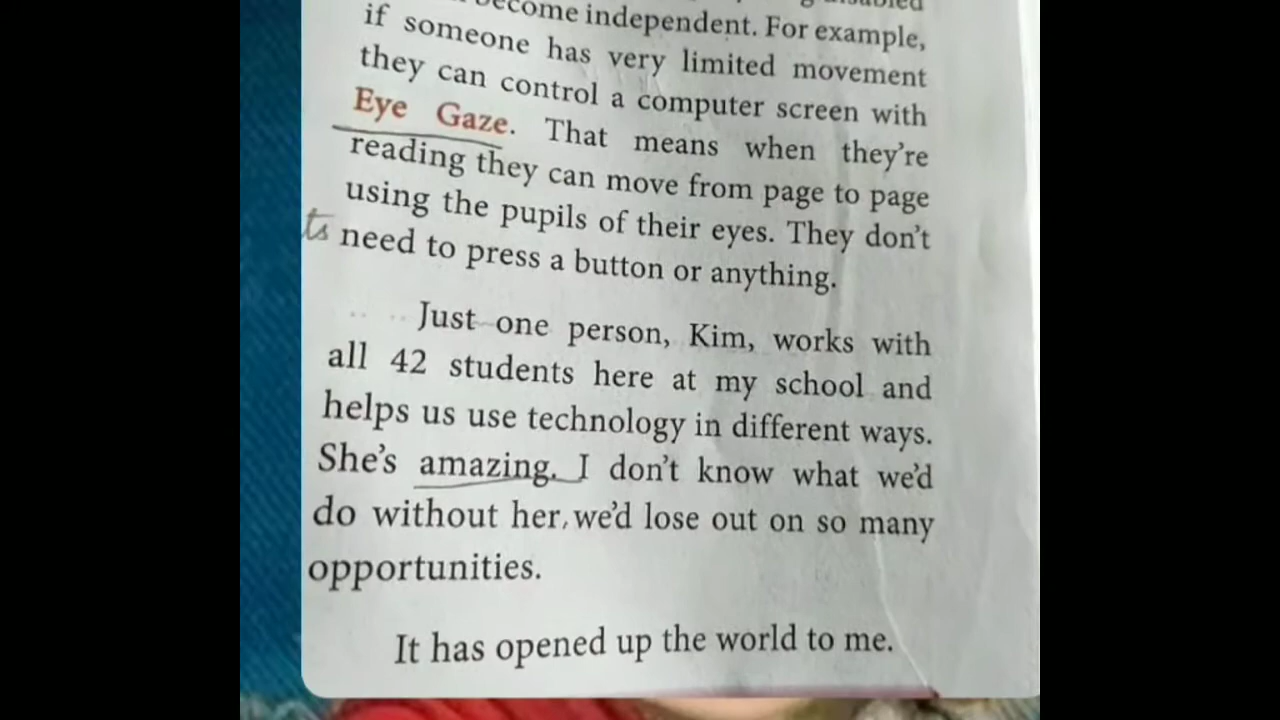 become independent. For example,
if someone has very limited movement
they can control a computer screen with
Eye Gaze. That means when they're
reading they can move from page to page
using the pupils of their eyes. They don't
ts need to press a button or anything.
Just one person, Kim, works with
all 42 students here at my school and
helps us use technology in different ways.
She's amazing. I don't know what we'd
do without her, we'd lose out on so many
opportunities.
It has opened up the world to me.